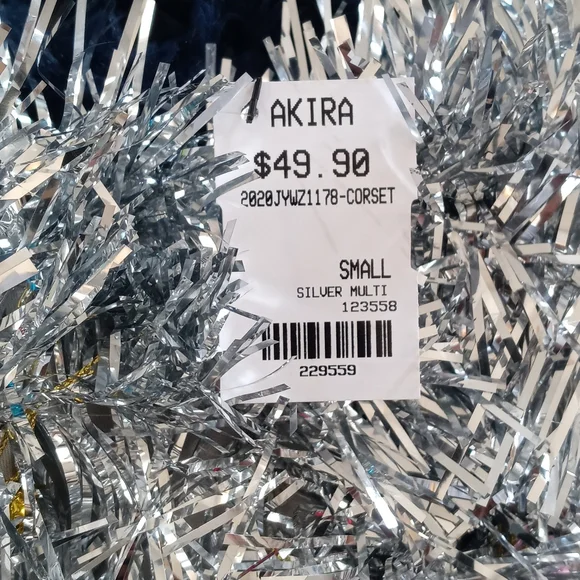 AKIRA
$49.90
2020JYWZ1178-CORSET
SMALL
SILVER MULTI
123558
229559